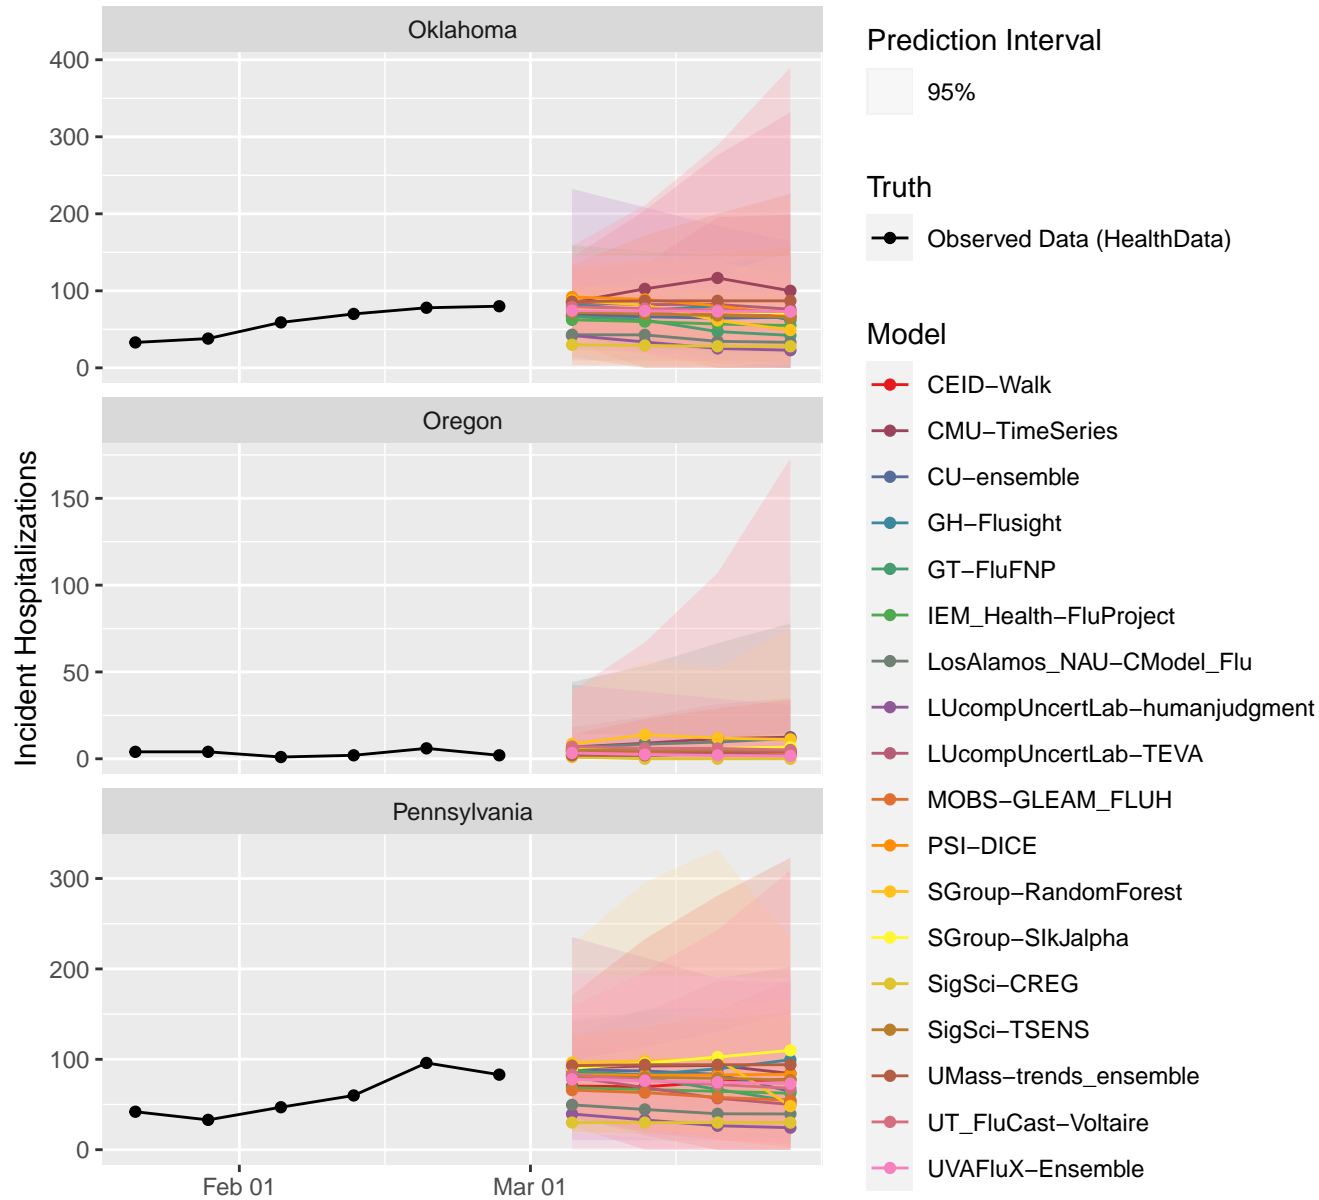 Oklahoma
400
300
200
100
0
Oregon
150
100
50
0
Pennsylvania
300
200
100
0
Feb 01
Mar 01
Incident Hospitalizations
Prediction Interval
95%
Truth
Observed Data (HealthData)
Model
CEID−Walk
CMU−TimeSeries
CU−ensemble
GH−Flusight
GT−FluFNP
IEM_Health−FluProject
LosAlamos_NAU−CModel_Flu
LUcompUncertLab−humanjudgment
LUcompUncertLab−TEVA
MOBS−GLEAM_FLUH
PSI−DICE
SGroup−RandomForest
SGroup−SIkJalpha
SigSci−CREG
SigSci−TSENS
UMass−trends_ensemble
UT_FluCast−Voltaire
UVAFluX−Ensemble